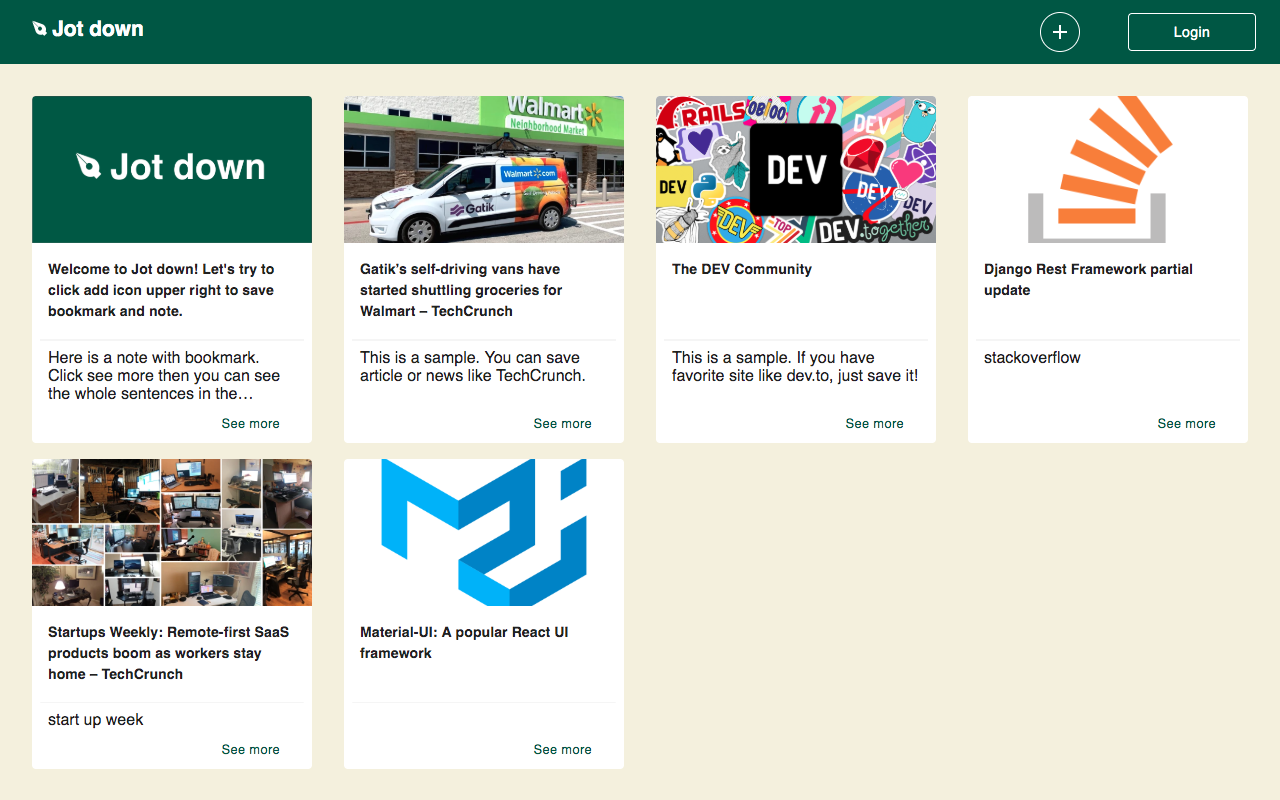 Jot down
Login
Jot down
Welcome to Jot down! Let's try to
click add icon upper right to save
bookmark and note.
Here is a note with bookmark.
Click see more then you can see
the whole sentences in the…
See more
Walmart
Neighborhood Market
Walmart.com
Gatik
Gatik's self-driving vans have
started shuttling groceries for
Walmart – TechCrunch
This is a sample. You can save
article or news like TechCrunch.
See more
RAILS
DEV
DEV
DEV
DEV
DEV
DEV
TOP
DEV.together
The DEV Community
This is a sample. If you have
favorite site like dev.to, just save it!
See more
Django Rest Framework partial
update
stackoverflow
See more
Startups Weekly: Remote-first SaaS
products boom as workers stay
home – TechCrunch
start up week
See more
Material-UI: A popular React UI
framework
See more